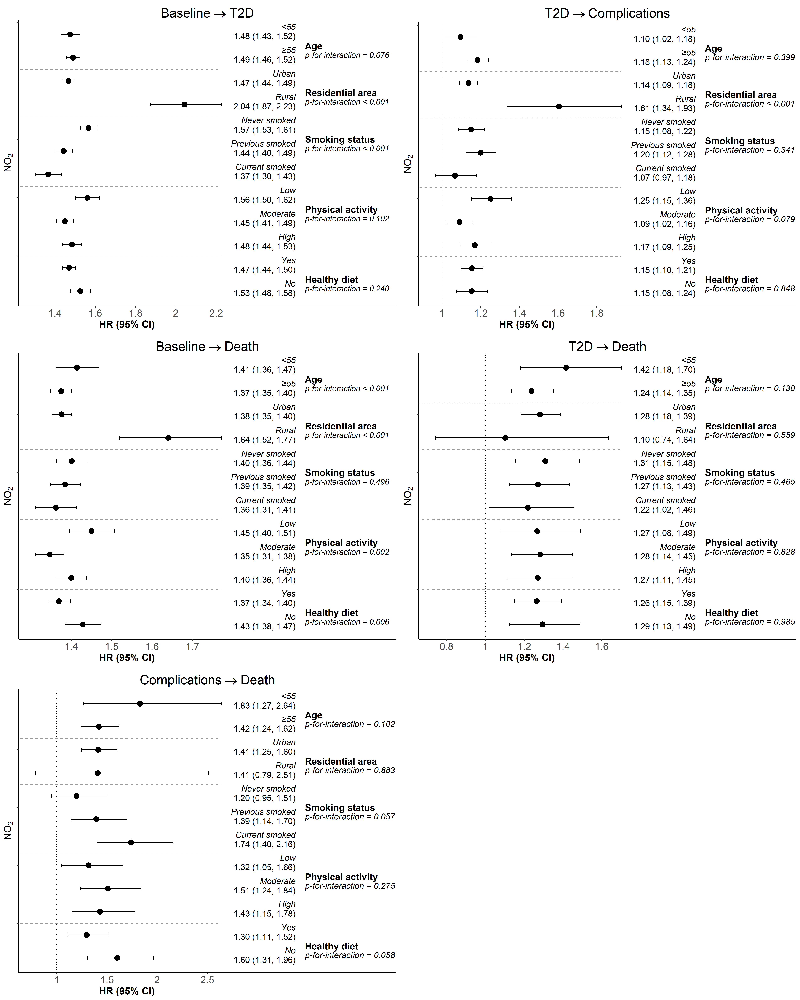 Baseline → T2D
<55
1.48 (1.43, 1.52)
Age
p-for-interaction = 0.076
≥55
1.49 (1.46, 1.52)
Urban
1.47 (1.44, 1.49)
Residential area
p-for-interaction < 0.001
Rural
2.04 (1.87, 2.23)
Never smoked
1.57 (1.53, 1.61)
Smoking status
p-for-interaction < 0.001
Previous smoked
1.44 (1.40, 1.49)
Current smoked
1.37 (1.30, 1.43)
Low
1.56 (1.50, 1.62)
Physical activity
p-for-interaction = 0.102
Moderate
1.45 (1.41, 1.49)
High
1.48 (1.44, 1.53)
Yes
1.47 (1.44, 1.50)
Healthy diet
p-for-interaction = 0.240
No
1.53 (1.48, 1.58)
NO2
1.4 1.6 1.8 2 2.2
HR (95% CI)
T2D → Complications
<55
1.10 (1.02, 1.18)
Age
p-for-interaction = 0.399
≥55
1.18 (1.13, 1.24)
Urban
1.14 (1.09, 1.18)
Residential area
p-for-interaction < 0.001
Rural
1.61 (1.34, 1.93)
Never smoked
1.15 (1.08, 1.22)
Smoking status
p-for-interaction = 0.341
Previous smoked
1.20 (1.12, 1.28)
Current smoked
1.07 (0.97, 1.18)
Low
1.25 (1.15, 1.36)
Physical activity
p-for-interaction = 0.079
Moderate
1.09 (1.02, 1.16)
High
1.17 (1.09, 1.25)
Yes
1.15 (1.10, 1.21)
Healthy diet
p-for-interaction = 0.848
No
1.15 (1.08, 1.24)
NO2
1 1.2 1.4 1.6 1.8
HR (95% CI)
Baseline → Death
<55
1.41 (1.36, 1.47)
Age
p-for-interaction < 0.001
≥55
1.37 (1.35, 1.40)
Urban
1.38 (1.35, 1.40)
Residential area
p-for-interaction < 0.001
Rural
1.64 (1.52, 1.77)
Never smoked
1.40 (1.36, 1.44)
Smoking status
p-for-interaction = 0.496
Previous smoked
1.39 (1.35, 1.42)
Current smoked
1.36 (1.31, 1.41)
Low
1.45 (1.40, 1.51)
Physical activity
p-for-interaction = 0.002
Moderate
1.35 (1.31, 1.38)
High
1.40 (1.36, 1.44)
Yes
1.37 (1.34, 1.40)
Healthy diet
p-for-interaction = 0.006
No
1.43 (1.38, 1.47)
NO2
1.4 1.5 1.6 1.7
HR (95% CI)
T2D → Death
<55
1.42 (1.18, 1.70)
Age
p-for-interaction = 0.130
≥55
1.24 (1.14, 1.35)
Urban
1.28 (1.18, 1.39)
Residential area
p-for-interaction = 0.559
Rural
1.10 (0.74, 1.64)
Never smoked
1.31 (1.15, 1.48)
Smoking status
p-for-interaction = 0.465
Previous smoked
1.27 (1.13, 1.43)
Current smoked
1.22 (1.02, 1.46)
Low
1.27 (1.08, 1.49)
Physical activity
p-for-interaction = 0.828
Moderate
1.28 (1.14, 1.45)
High
1.27 (1.11, 1.45)
Yes
1.26 (1.15, 1.39)
Healthy diet
p-for-interaction = 0.985
No
1.29 (1.13, 1.49)
NO2
0.8 1 1.2 1.4 1.6
HR (95% CI)
Complications → Death
<55
1.83 (1.27, 2.64)
Age
p-for-interaction = 0.102
≥55
1.42 (1.24, 1.62)
Urban
1.41 (1.25, 1.60)
Residential area
p-for-interaction = 0.883
Rural
1.41 (0.79, 2.51)
Never smoked
1.20 (0.95, 1.51)
Smoking status
p-for-interaction = 0.057
Previous smoked
1.39 (1.14, 1.70)
Current smoked
1.74 (1.40, 2.16)
Low
1.32 (1.05, 1.66)
Physical activity
p-for-interaction = 0.275
Moderate
1.51 (1.24, 1.84)
High
1.43 (1.15, 1.78)
Yes
1.30 (1.11, 1.52)
Healthy diet
p-for-interaction = 0.058
No
1.60 (1.31, 1.96)
NO2
1 1.5 2 2.5
HR (95% CI)